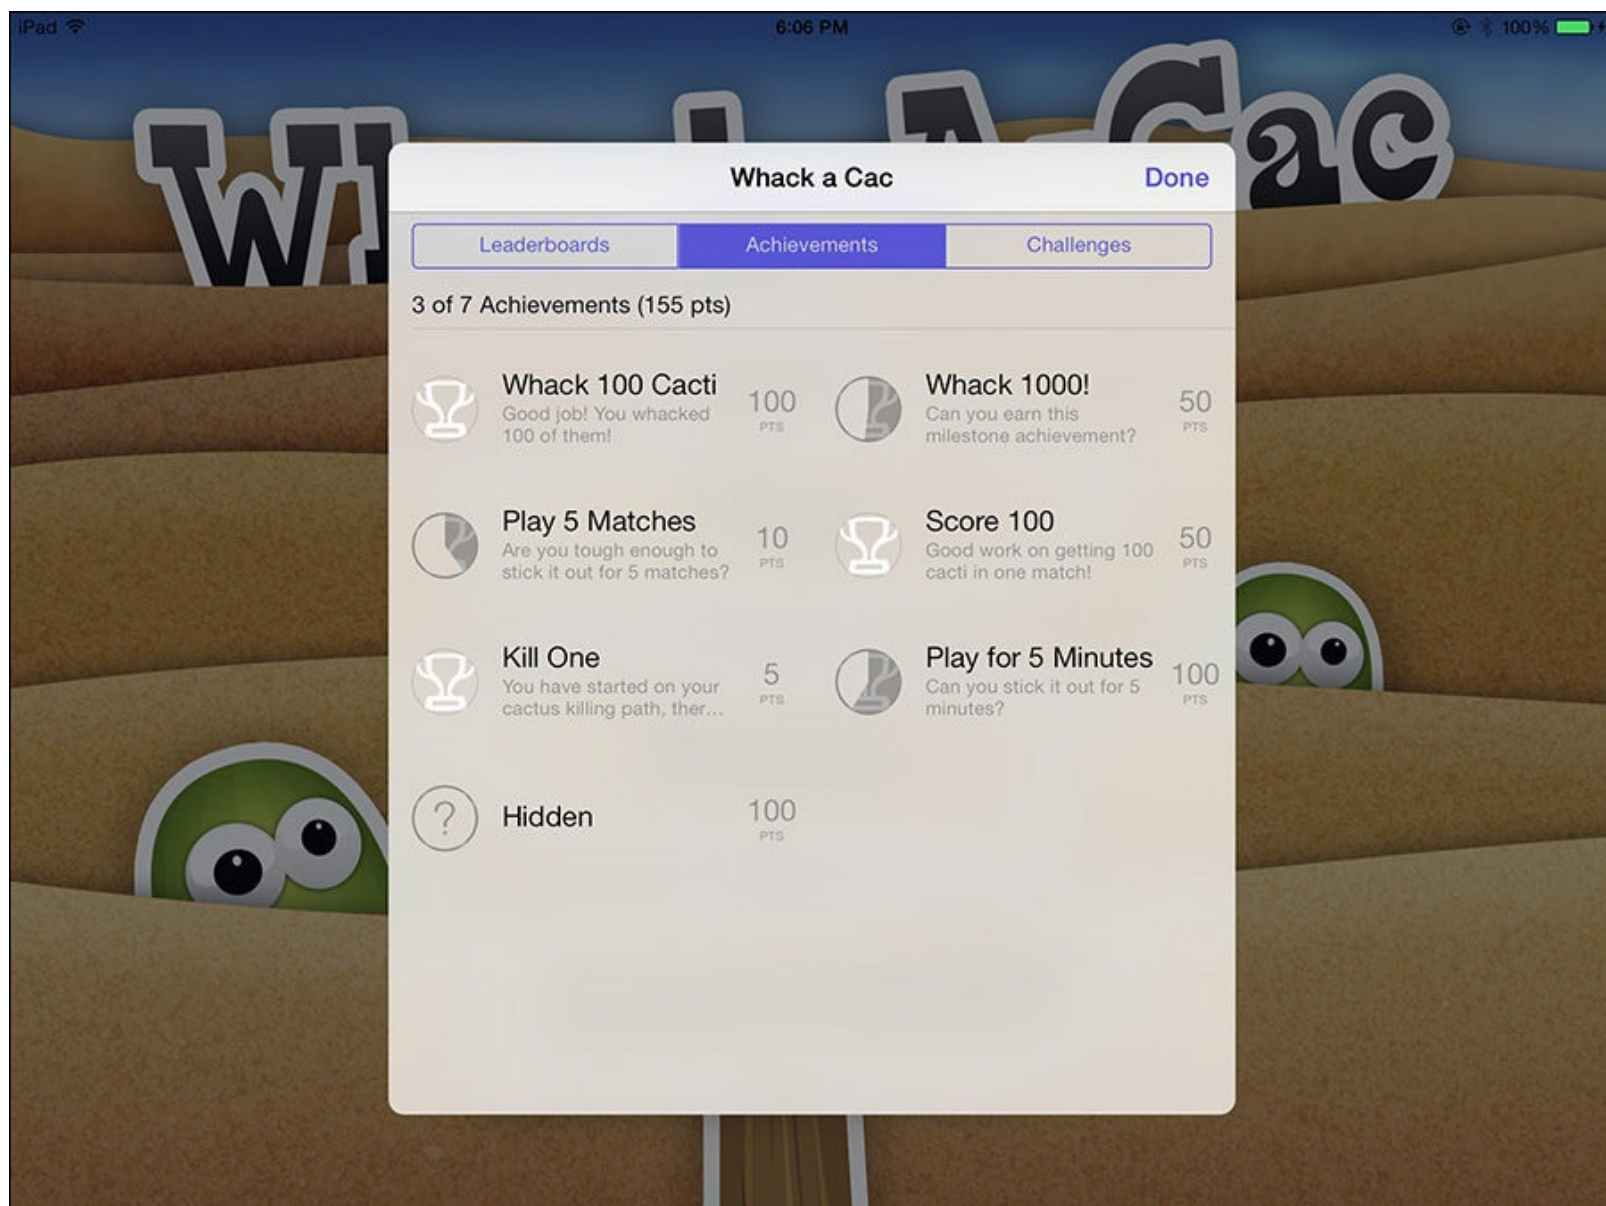 iPad
6:06 PM
100%
Whack a Cac
Done
Leaderboards
Achievements
Challenges
3 of 7 Achievements (155 pts)
Whack 100 Cacti
Good job! You whacked
100 of them!
100
PTS
Whack 1000!
Can you earn this
milestone achievement?
50
PTS
Play 5 Matches
Are you tough enough to
stick it out for 5 matches?
10
PTS
Score 100
Good work on getting 100
cacti in one match!
50
PTS
Kill One
You have started on your
cactus killing path, ther...
5
PTS
Play for 5 Minutes
Can you stick it out for 5
minutes?
100
PTS
?
Hidden
100
PTS